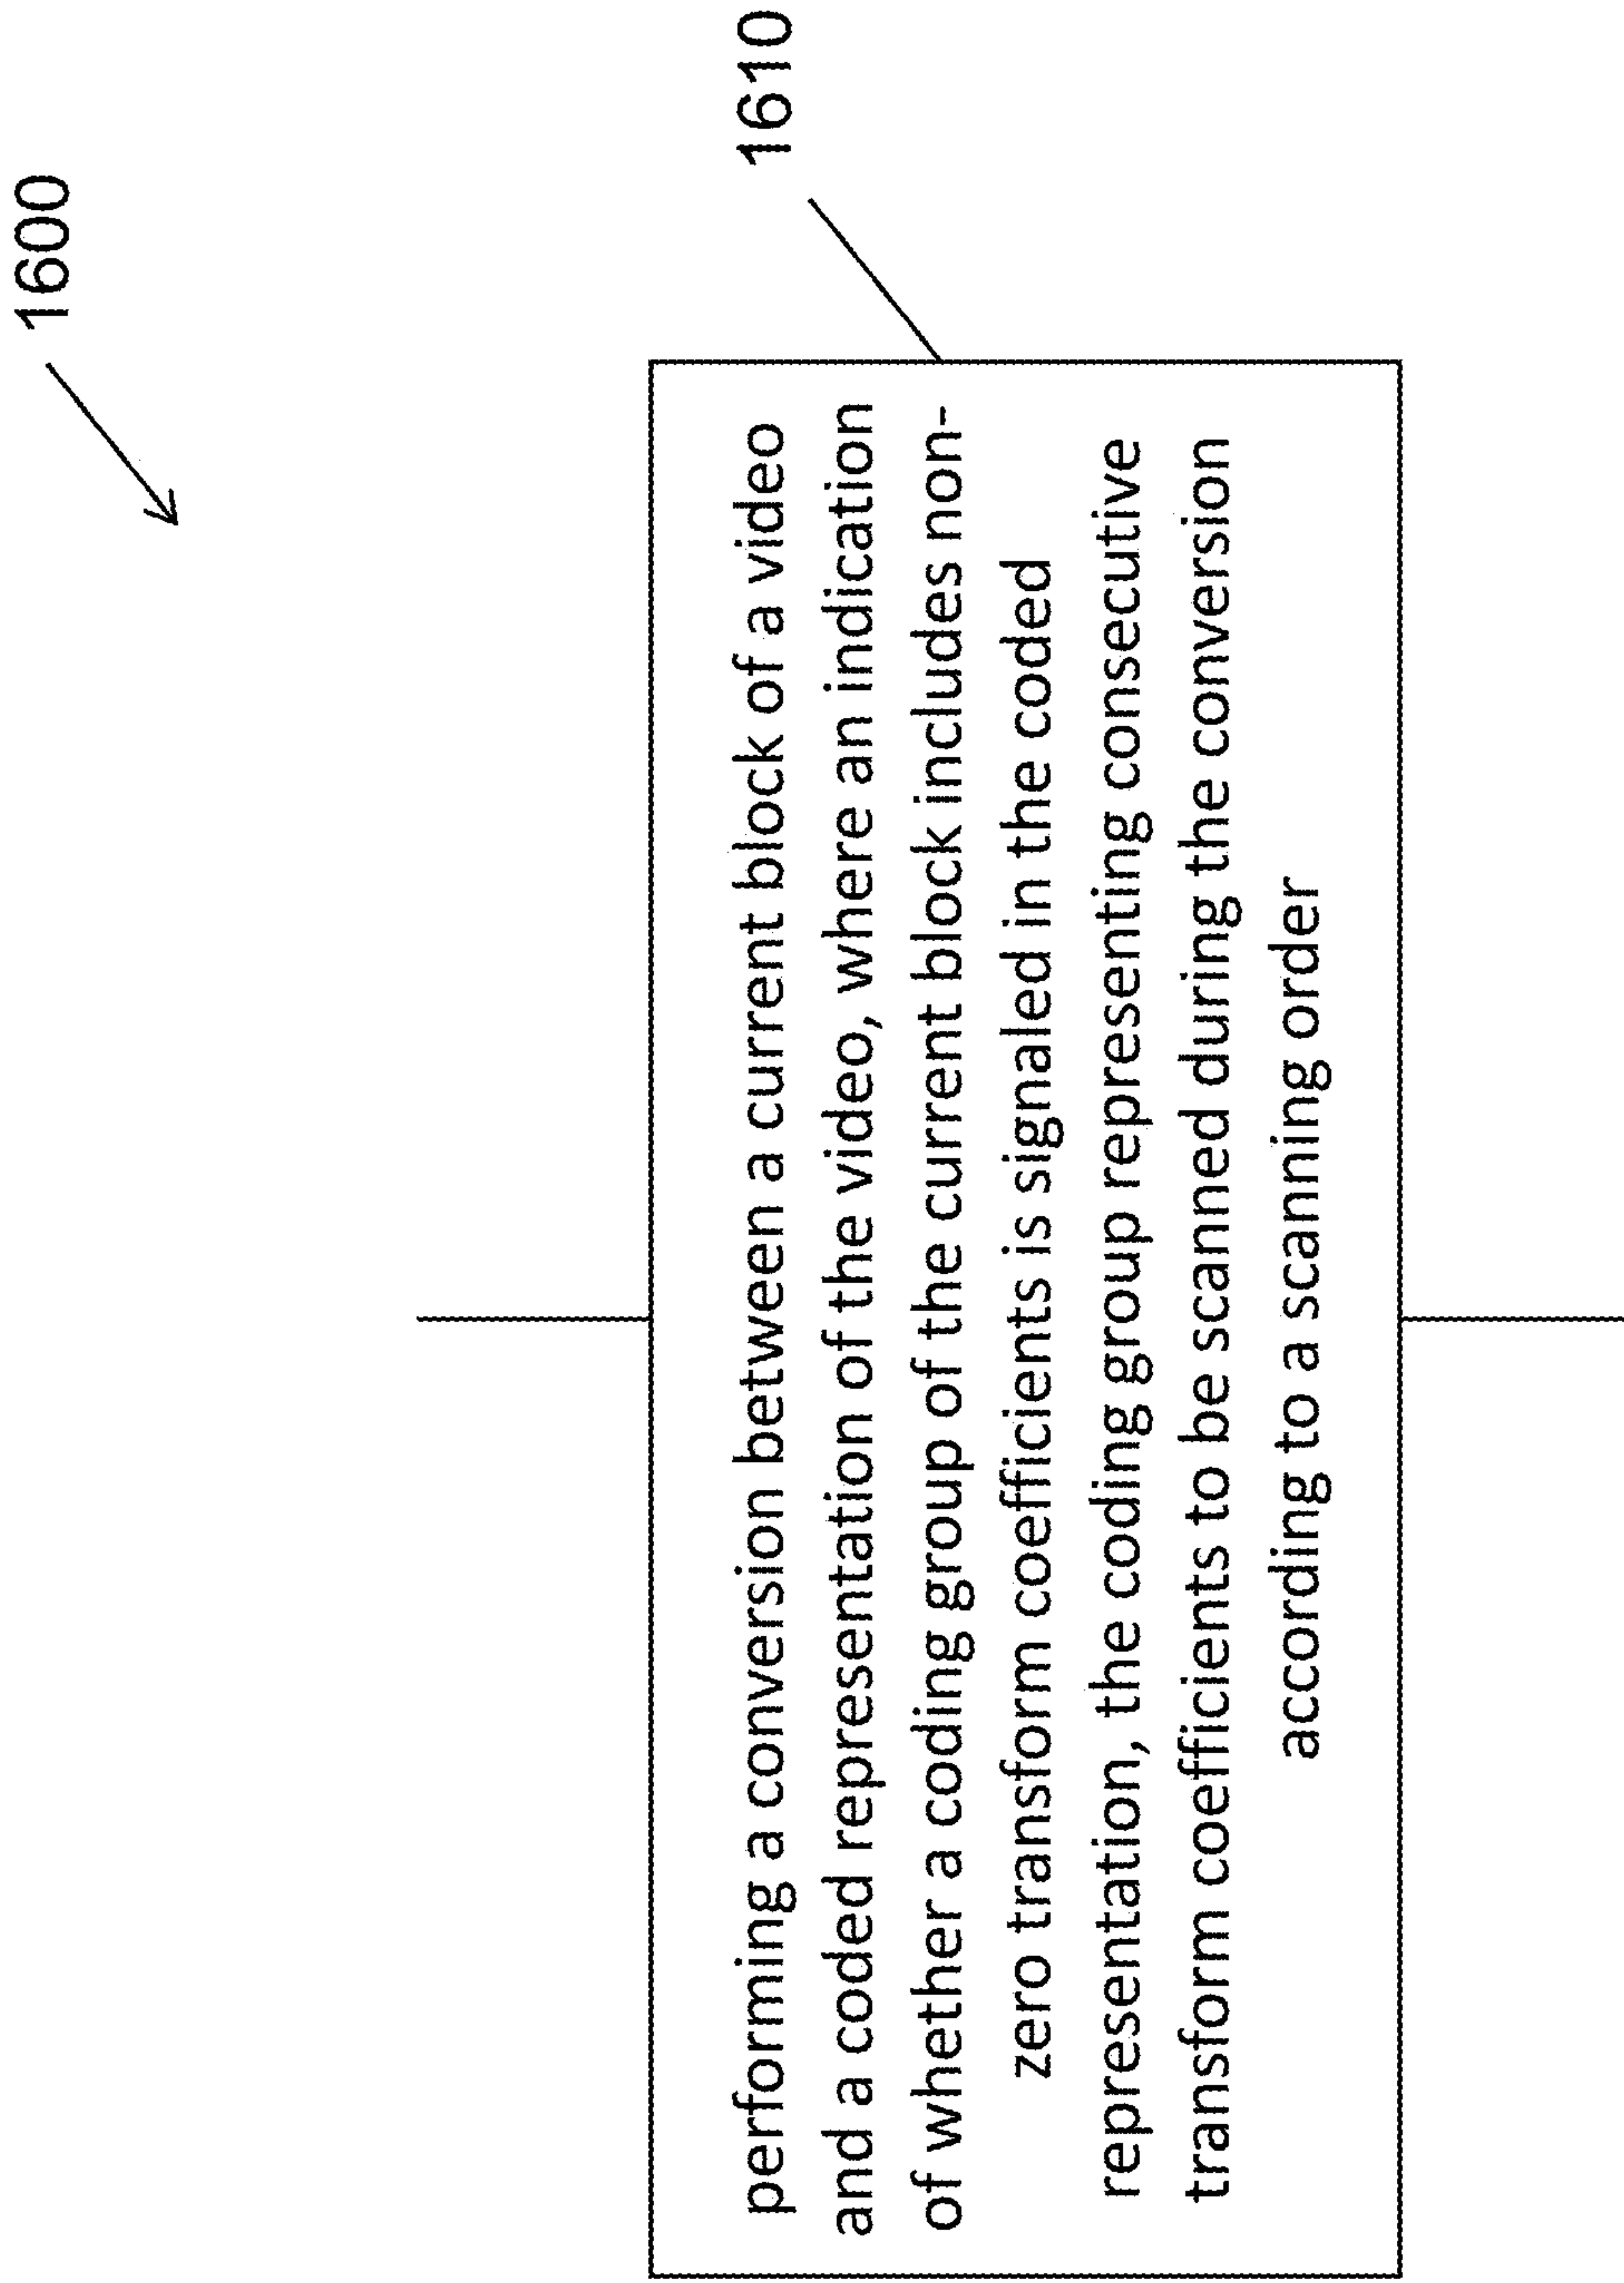 1600
1610
performing a conversion between a current block of a video
and a coded representation of the video, where an indication
of whether a coding group of the current block includes non-
zero transform coefficients is signaled in the coded
representation, the coding group representing consecutive
transform coefficients to be scanned during the conversion
according to a scanning order